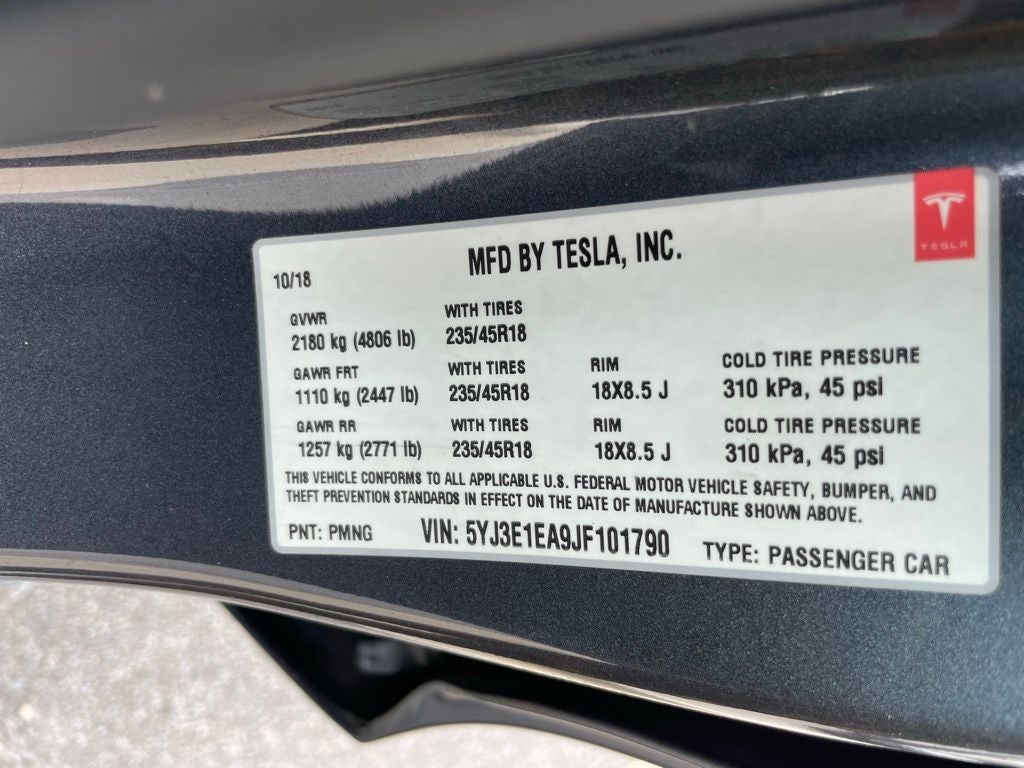 TESLA
MFD BY TESLA, INC.
10/18
GVWR WITH TIRES
2180 kg (4806 lb) 235/45R18
GAWR FRT WITH TIRES RIM COLD TIRE PRESSURE
1110 kg (2447 lb) 235/45R18 18X8.5 J 310 kPa, 45 psi
GAWR RR WITH TIRES RIM COLD TIRE PRESSURE
1257 kg (2771 lb) 235/45R18 18X8.5 J 310 kPa, 45 psi
THIS VEHICLE CONFORMS TO ALL APPLICABLE U.S. FEDERAL MOTOR VEHICLE SAFETY, BUMPER, AND
THEFT PREVENTION STANDARDS IN EFFECT ON THE DATE OF MANUFACTURE SHOWN ABOVE.
PNT: PMNG VIN: 5YJ3E1EA9JF101790 TYPE: PASSENGER CAR